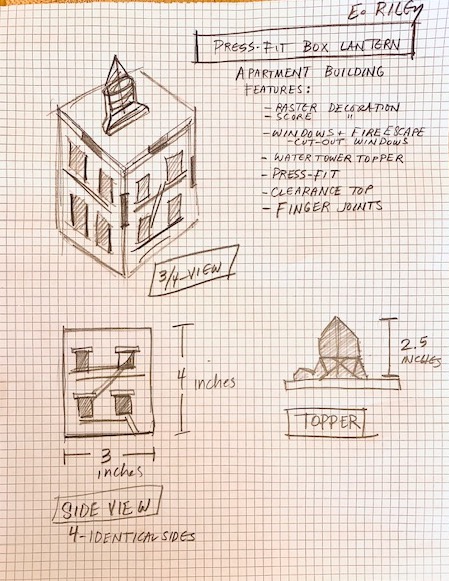 E. RILEY
PRESS-FIT BOX LANTERN
APARTMENT BUILDING
FEATURES:
- RASTER DECORATION
- SCORE "
- WINDOWS + FIRE ESCAPE
- CUT-OUT WINDOWS
- WATER TOWER TOPPER
- PRESS-FIT
- CLEARANCE TOP
- FINGER JOINTS
3/4-VIEW
4 inches
3
inches
SIDE VIEW
4-IDENTICAL SIDES
2.5
INCHES
TOPPER